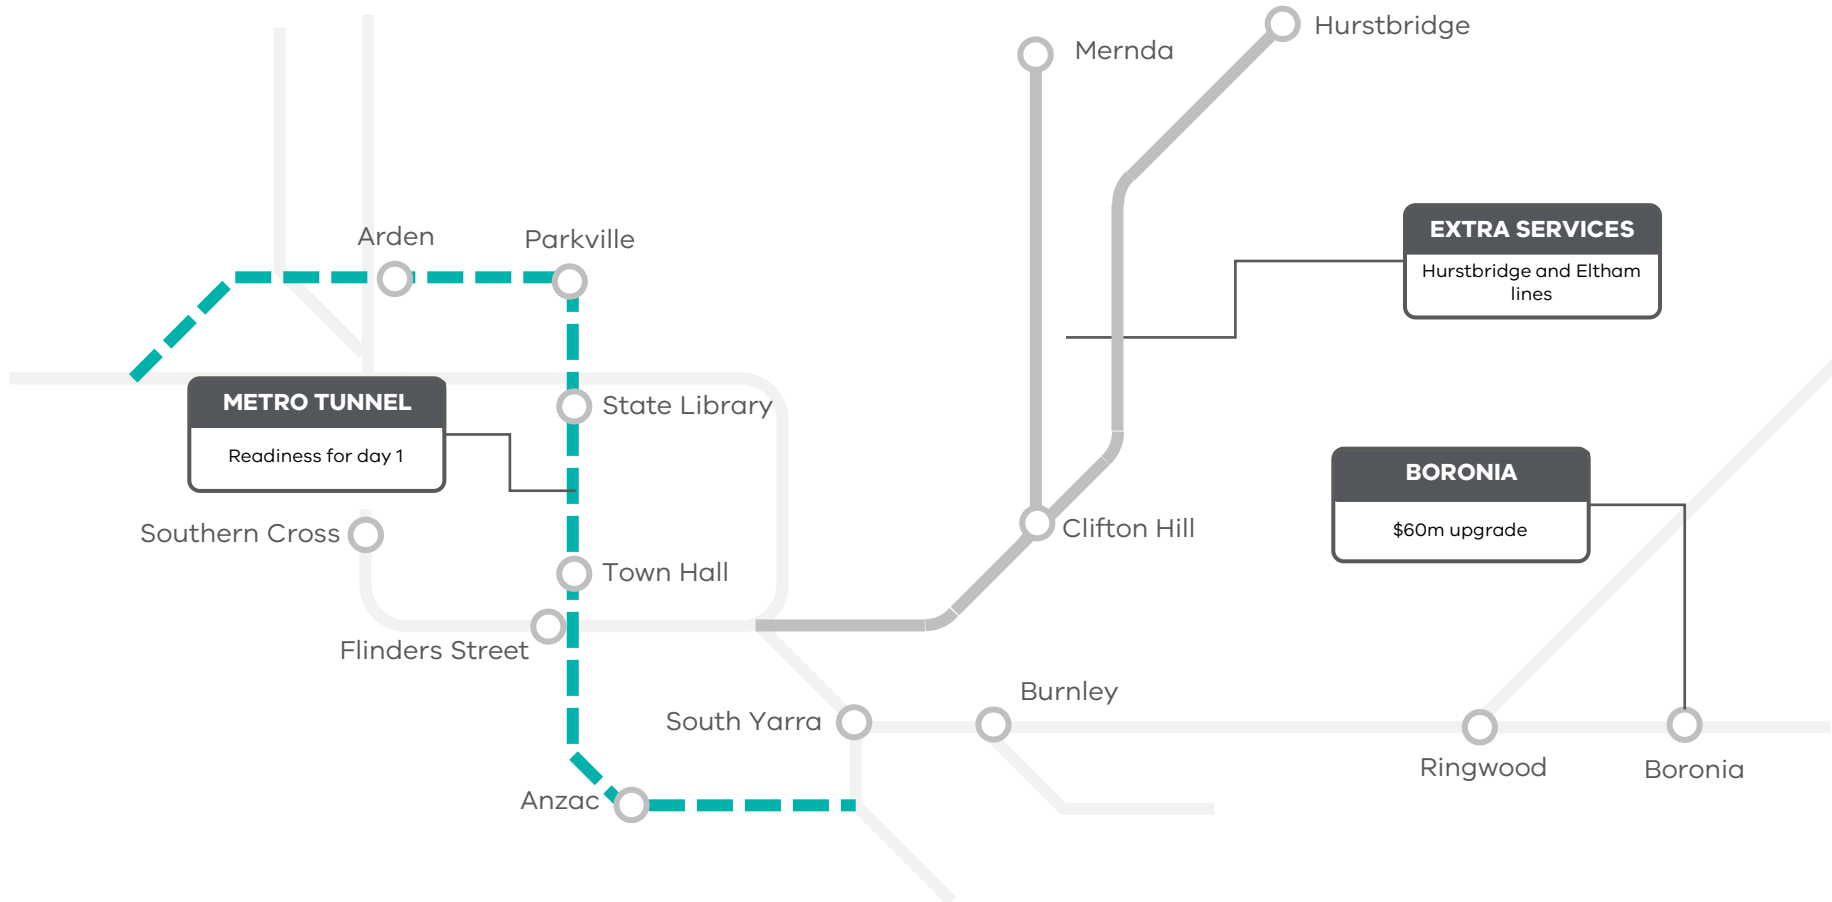 Hurstbridge
Mernda
EXTRA SERVICES
Hurstbridge and Eltham
lines
Arden
Parkville
METRO TUNNEL
Readiness for day 1
State Library
BORONIA
$60m upgrade
Southern Cross
Clifton Hill
Town Hall
Flinders Street
Burnley
South Yarra
Ringwood
Boronia
Anzac